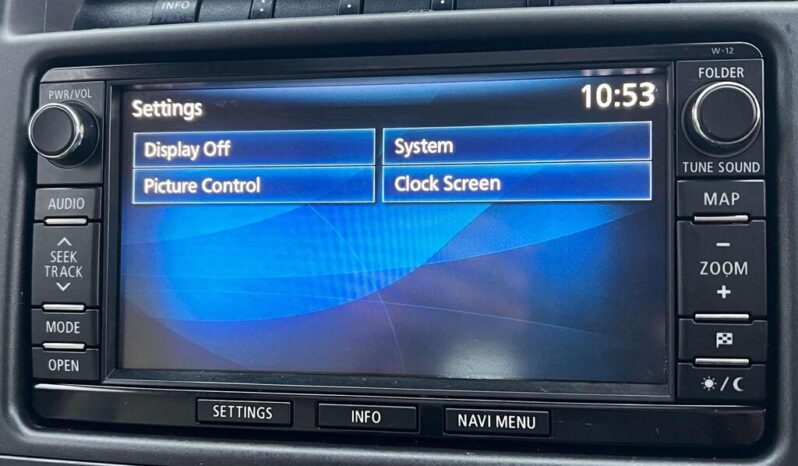 INFO
W-12
PWR/VOL
FOLDER
Settings
10:53
Display Off
System
TUNE SOUND
Picture Control
Clock Screen
AUDIO
MAP
SEEK
TRACK
−
ZOOM
+
MODE
OPEN
SETTINGS
INFO
NAVI MENU